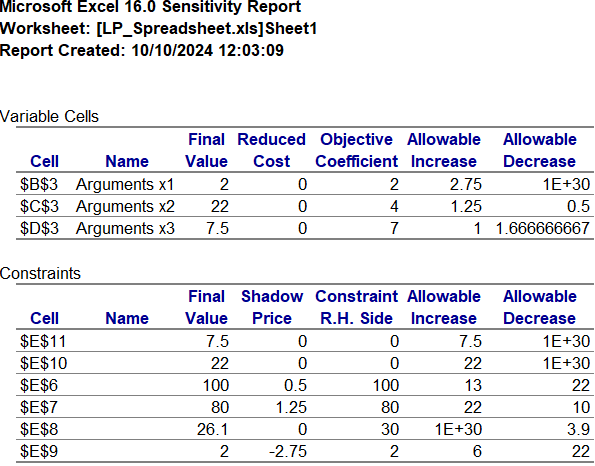 Microsoft Excel 16.0 Sensitivity Report
Worksheet: [LP_Spreadsheet.xls]Sheet1
Report Created: 10/10/2024 12:03:09
Variable Cells
Final Reduced Objective Allowable Allowable
Cell Name Value Cost Coefficient Increase Decrease
$B$3 Arguments x1 2 0 2 2.75 1E+30
$C$3 Arguments x2 22 0 4 1.25 0.5
$D$3 Arguments x3 7.5 0 7 1 1.666666667
Constraints
Final Shadow Constraint Allowable Allowable
Cell Name Value Price R.H. Side Increase Decrease
$E$11 7.5 0 0 7.5 1E+30
$E$10 22 0 0 22 1E+30
$E$6 100 0.5 100 13 22
$E$7 80 1.25 80 22 10
$E$8 26.1 0 30 1E+30 3.9
$E$9 2 -2.75 2 6 22